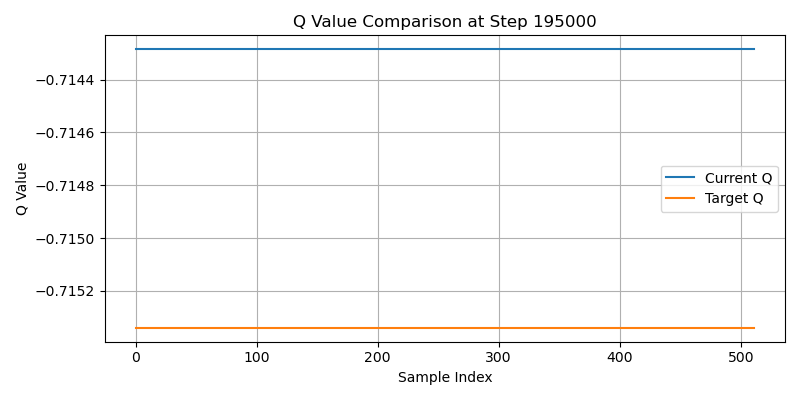 Q Value Comparison at Step 195000
−0.7144
−0.7146
−0.7148
−0.7150
−0.7152
Q Value
Current Q
Target Q
0 100 200 300 400 500
Sample Index